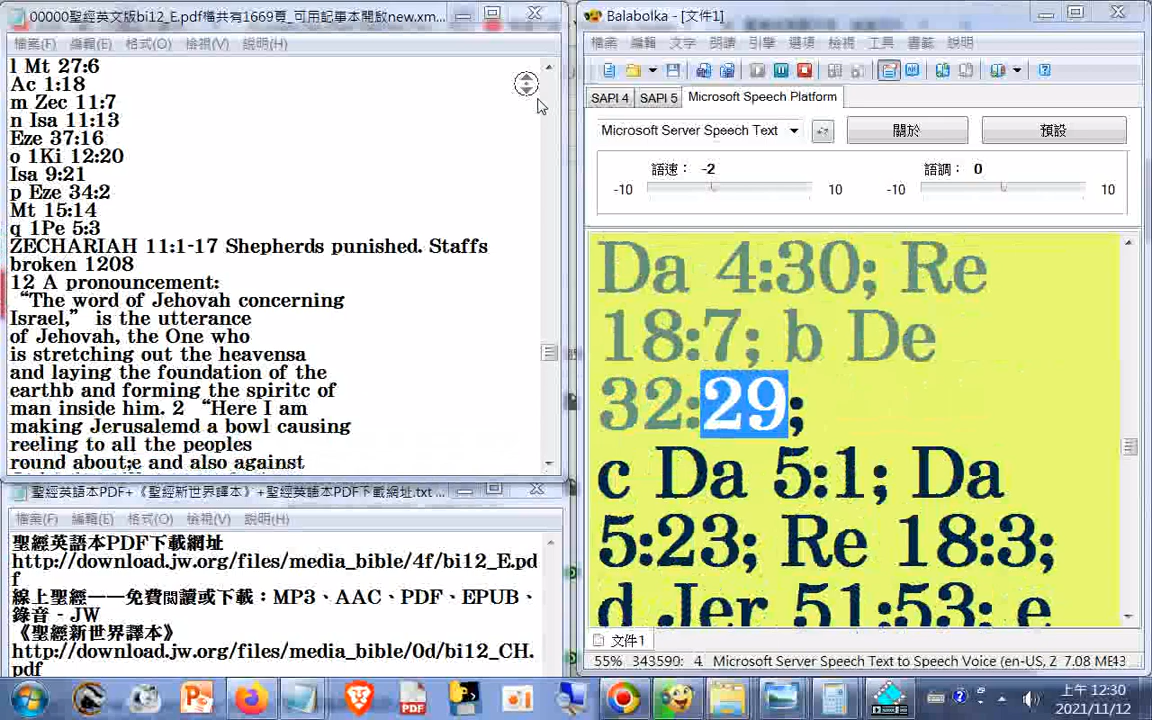 00000聖經英文版bi12_E.pdf檔共有1669頁_可用記事本開啟new.xm...
檔案(F) 編輯(E) 格式(O) 檢視(V) 說明(H)
l Mt 27:6
Ac 1:18
m Zec 11:7
n Isa 11:13
Eze 37:16
o 1Ki 12:20
Isa 9:21
p Eze 34:2
Mt 15:14
q 1Pe 5:3
ZECHARIAH 11:1-17 Shepherds punished. Staffs
broken 1208
12 A pronouncement:
“The word of Jehovah concerning
Israel,” is the utterance
of Jehovah, the One who
is stretching out the heavensa
and laying the foundation of the
earthb and forming the spiritc of
man inside him. 2 “Here I am
making Jerusalemd a bowl causing
reeling to all the peoples
round about;e and also against
聖經英語本PDF+《聖經新世界譯本》+聖經英語本PDF下載網址.txt ...
檔案(F) 編輯(E) 格式(O) 檢視(V) 說明(H)
聖經英語本PDF下載網址
http://download.jw.org/files/media_bible/4f/bi12_E.pd
f
線上聖經——免費閱讀或下載：MP3、AAC、PDF、EPUB、
錄音 - JW
《聖經新世界譯本》
http://download.jw.org/files/media_bible/0d/bi12_CH.
pdf
Balabolka - [文件1]
檔案 編輯 文字 朗讀 引擎 選項 檢視 工具 書籤 說明
SAPI 4 SAPI 5 Microsoft Speech Platform
Microsoft Server Speech Text 關於 預設
語速： -2 語調： 0
-10 10 -10 10
Da 4:30; Re
18:7; b De
32:29;
c Da 5:1; Da
5:23; Re 18:3;
d Jer 51:53; e
文件1
55% 343590: 4 Microsoft Server Speech Text to Speech Voice (en-US, Z 7.08 ME43
上午 12:30
2021/11/12